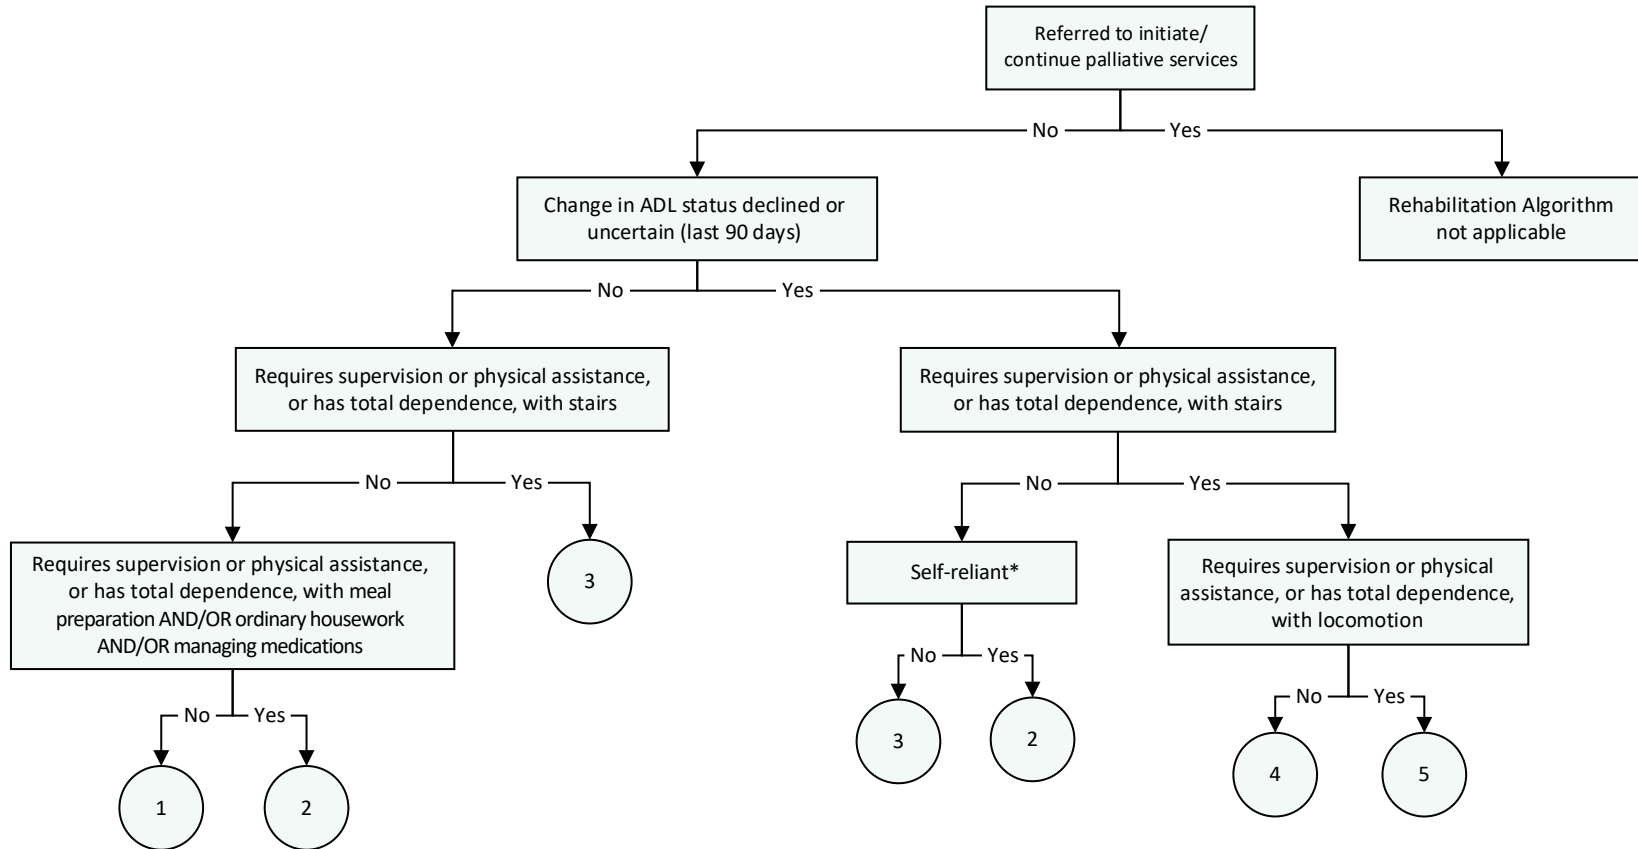 Referred to initiate/
continue palliative services
No
Yes
Change in ADL status declined or
uncertain (last 90 days)
Rehabilitation Algorithm
not applicable
No
Yes
Requires supervision or physical assistance,
or has total dependence, with stairs
Requires supervision or physical assistance,
or has total dependence, with stairs
No
Yes
No
Yes
Requires supervision or physical assistance,
or has total dependence, with meal
preparation AND/OR ordinary housework
AND/OR managing medications
3
Self-reliant*
Requires supervision or physical
assistance, or has total dependence,
with locomotion
No
Yes
No
Yes
No
Yes
1
2
3
2
4
5